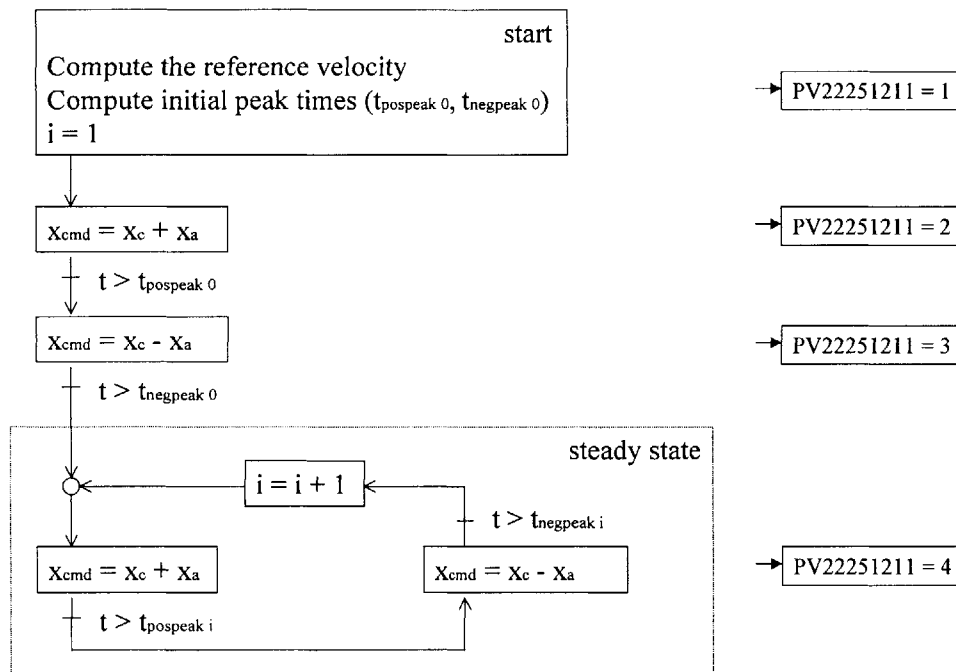 start
Compute the reference velocity
Compute initial peak times (tpospeak 0, tnegpeak 0)
i = 1
PV22251211 = 1
xcmd = xc + xa
PV22251211 = 2
t > tpospeak 0
xcmd = xc - xa
PV22251211 = 3
t > tnegpeak 0
steady state
i = i + 1
t > tnegpeak i
xcmd = xc + xa
xcmd = xc - xa
PV22251211 = 4
t > tpospeak i